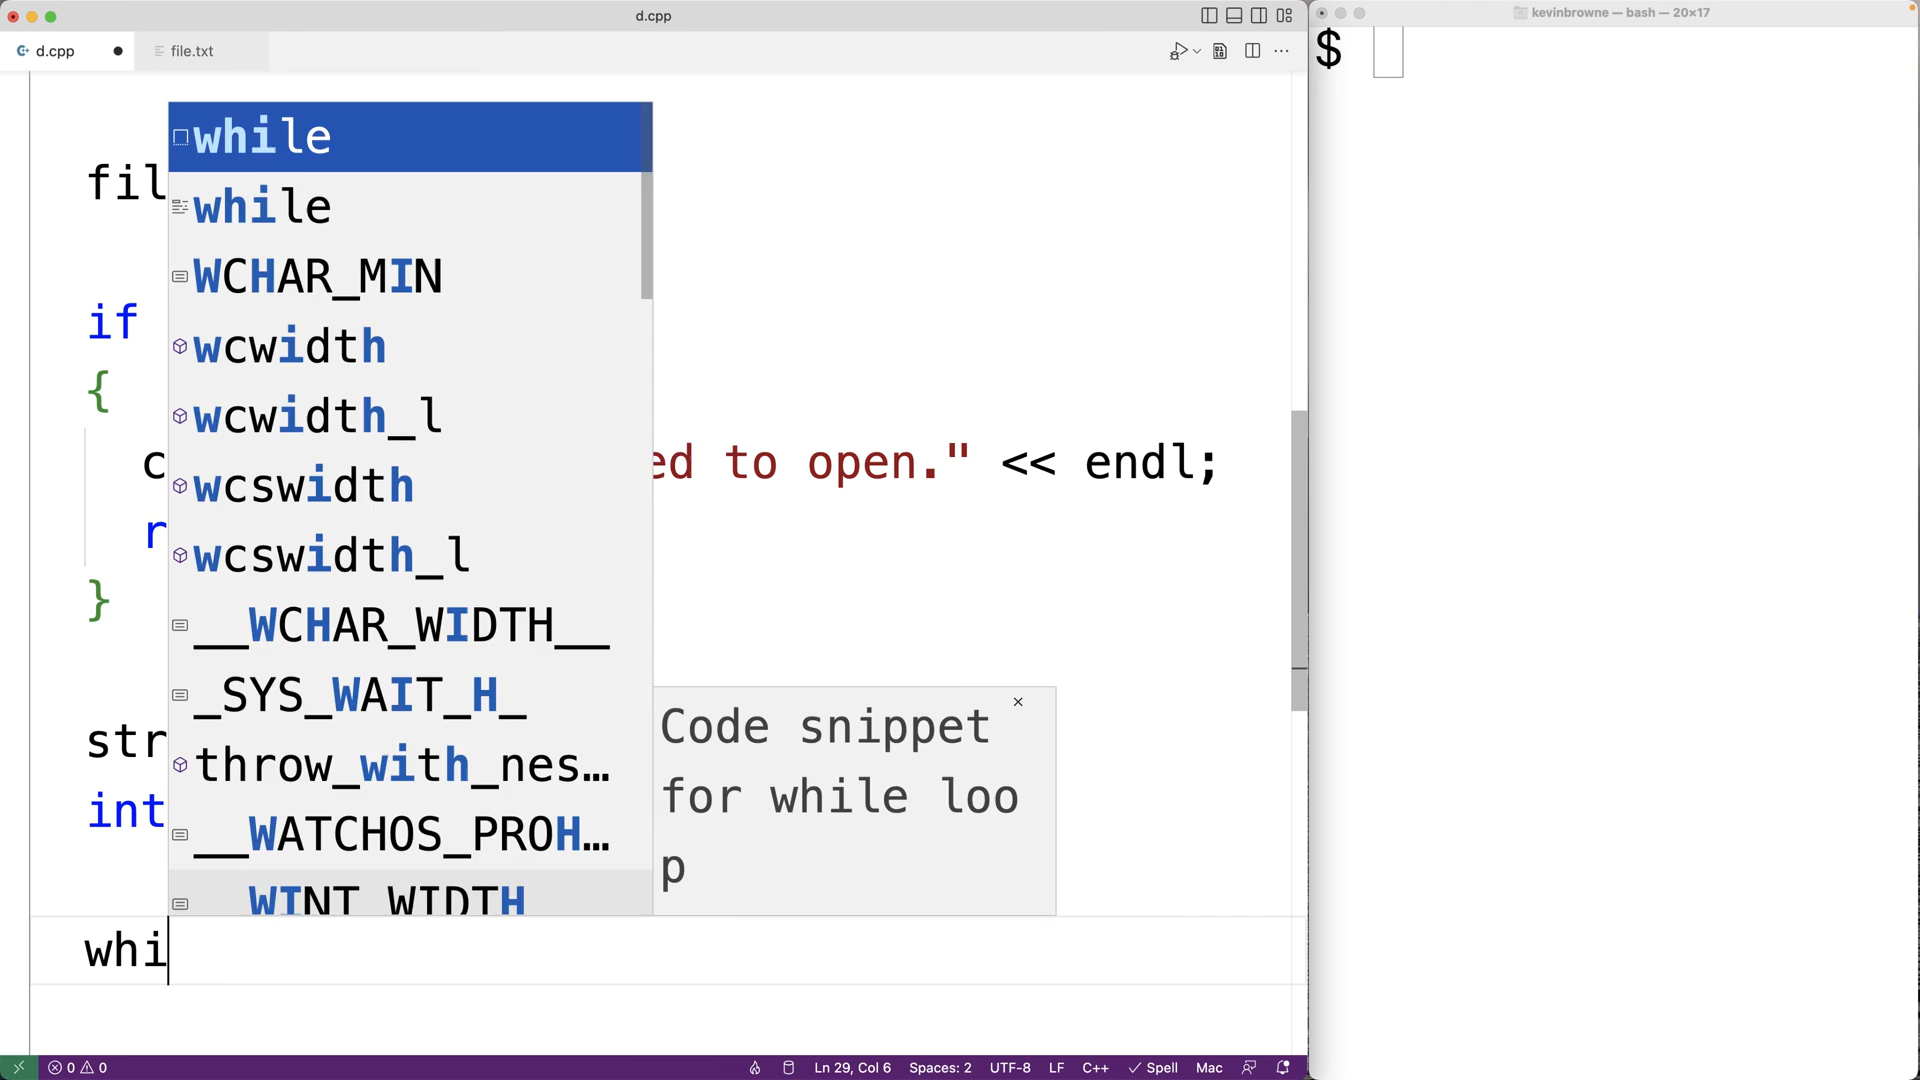 d.cpp
kevinbrowne — bash — 20×17
d.cpp
file.txt
$
while
fil
while
WCHAR_MIN
if
wcwidth
{
wcwidth_l
c
ed to open." << endl;
wcswidth
r
wcswidth_l
}
__WCHAR_WIDTH__
_SYS_WAIT_H_
str
Code snippet
throw_with_nes…
for while loo
int
__WATCHOS_PROH…
p
__WINT_WIDTH
whi
0 0
Ln 29, Col 6
Spaces: 2
UTF-8
LF
C++
Spell
Mac